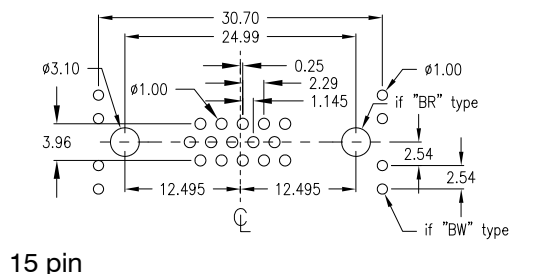 30.70
24.99
ø3.10
0.25
ø1.00
2.29
ø1.00
1.145
if "BR" type
3.96
2.54
2.54
12.495
12.495
CL
if "BW" type
15 pin